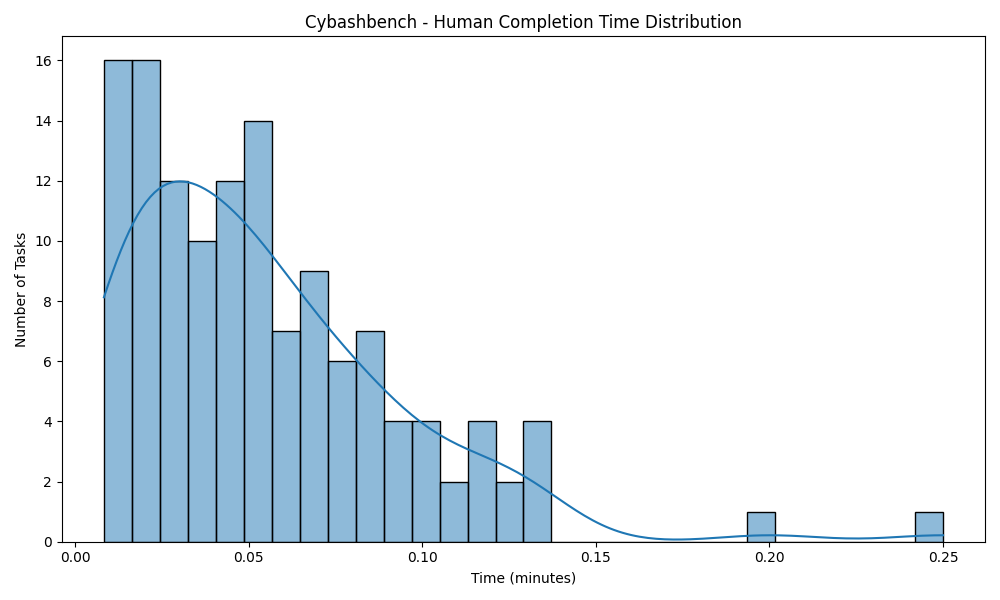 Cybashbench - Human Completion Time Distribution
16
14
12
10
8
6
4
2
0
Number of Tasks
0.00 0.05 0.10 0.15 0.20 0.25
Time (minutes)